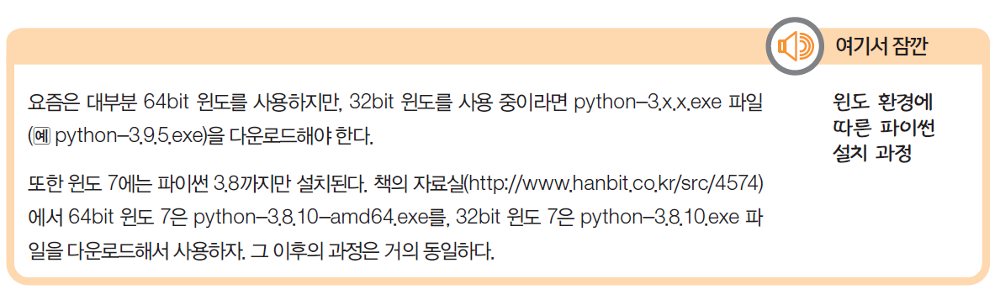 여기서 잠깐
윈도 환경에
따른 파이썬
설치 과정
요즘은 대부분 64bit 윈도를 사용하지만, 32bit 윈도를 사용 중이라면 python-3.x.x.exe 파일
(예 python-3.9.5.exe)을 다운로드해야 한다.
또한 윈도 7에는 파이썬 3.8까지만 설치된다. 책의 자료실(http://www.hanbit.co.kr/src/4574)
에서 64bit 윈도 7은 python-3.8.10-amd64.exe를, 32bit 윈도 7은 python-3.8.10.exe 파
일을 다운로드해서 사용하자. 그 이후의 과정은 거의 동일하다.